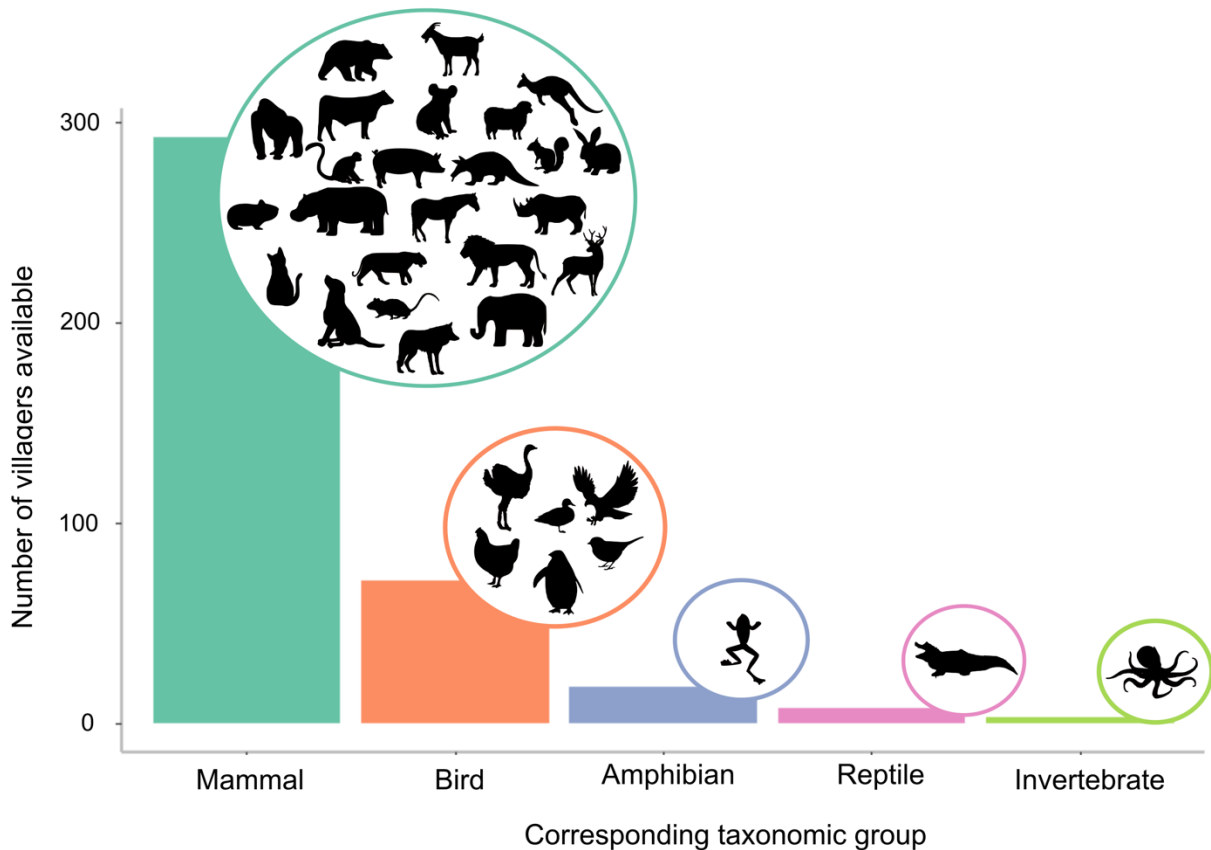 Number of villagers available
300
200
100
0
Mammal
Bird
Amphibian
Reptile
Invertebrate
Corresponding taxonomic group